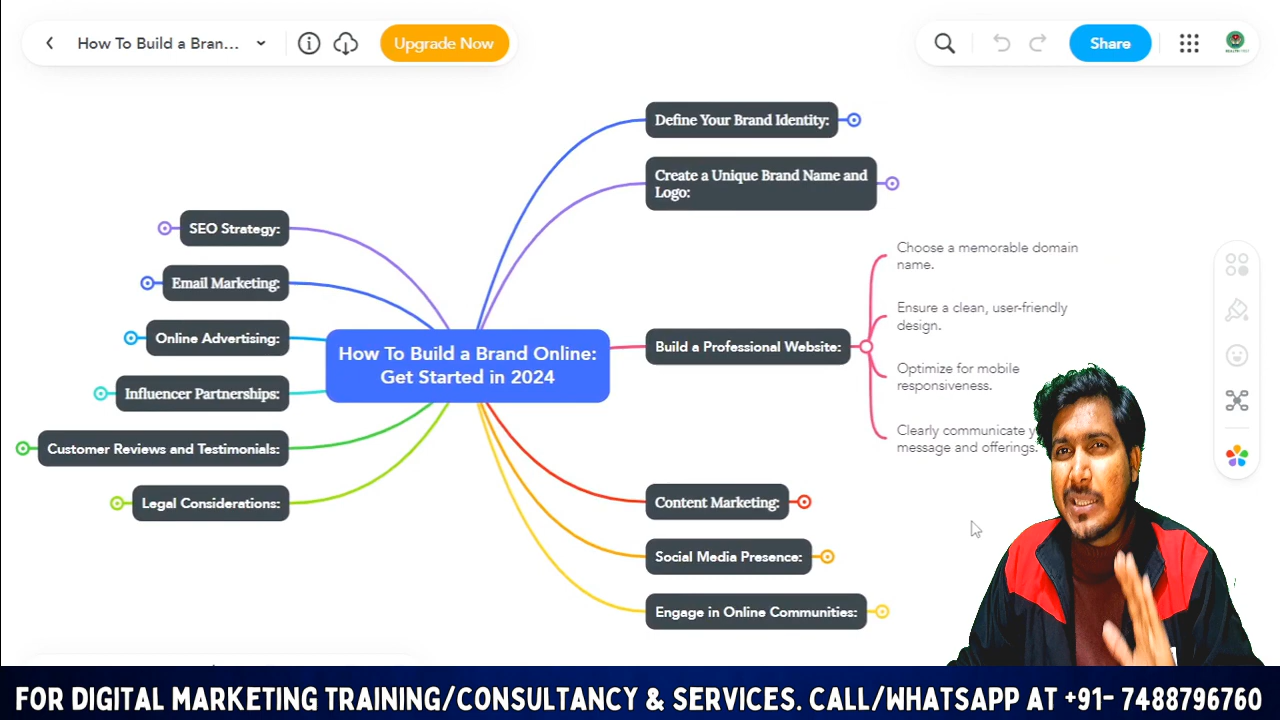 How To Build a Bran...
Upgrade Now
Share
Define Your Brand Identity:
Create a Unique Brand Name and
Logo:
SEO Strategy:
Email Marketing:
Online Advertising:
Influencer Partnerships:
Customer Reviews and Testimonials:
Legal Considerations:
How To Build a Brand Online:
Get Started in 2024
Build a Professional Website:
Choose a memorable domain
name.
Ensure a clean, user-friendly
design.
Optimize for mobile
responsiveness.
Clearly communicate
message and offerings.
Content Marketing:
Social Media Presence:
Engage in Online Communities:
FOR DIGITAL MARKETING TRAINING/CONSULTANCY & SERVICES. CALL/WHATSAPP AT +91- 7488796760